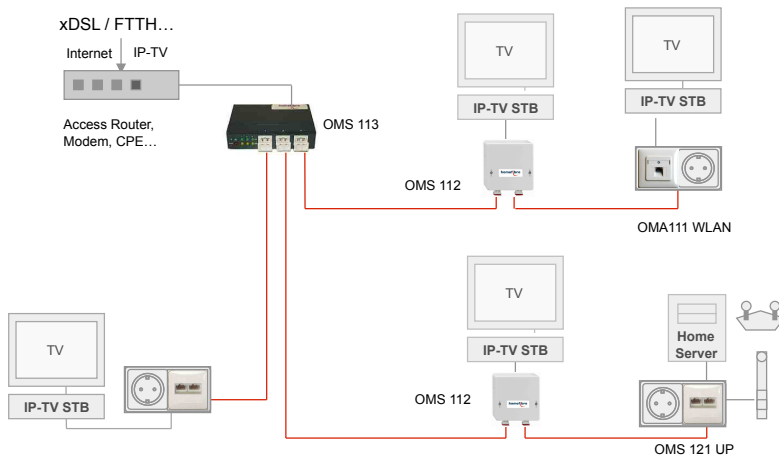 xDSL / FTTH…
Internet IP-TV
Access Router,
Modem, CPE…
OMS 113
TV
IP-TV STB
OMS 112
homefibre
TV
IP-TV STB
OMA111 WLAN
TV
IP-TV STB
OMS 112
homefibre
Home
Server
OMS 121 UP
TV
IP-TV STB